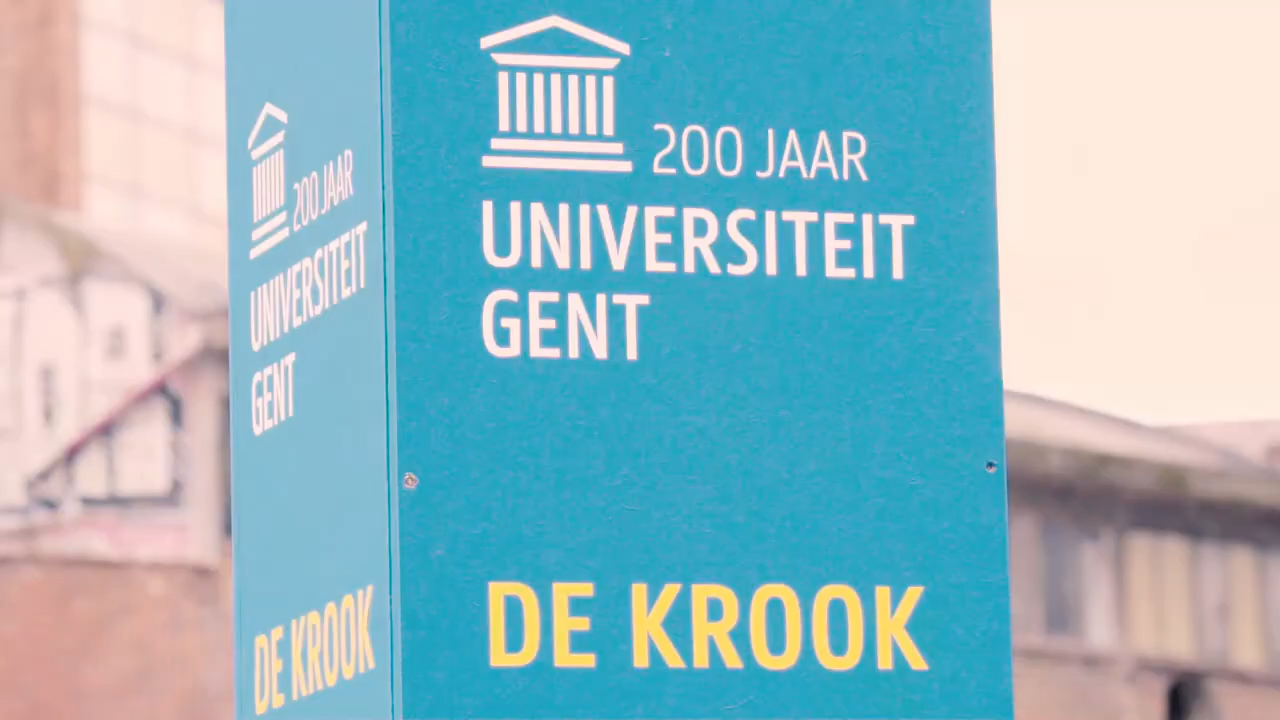 200 JAAR
UNIVERSITEIT
GENT
DE KROOK
200 JAAR
UNIVERSITEIT
GENT
DE KROOK